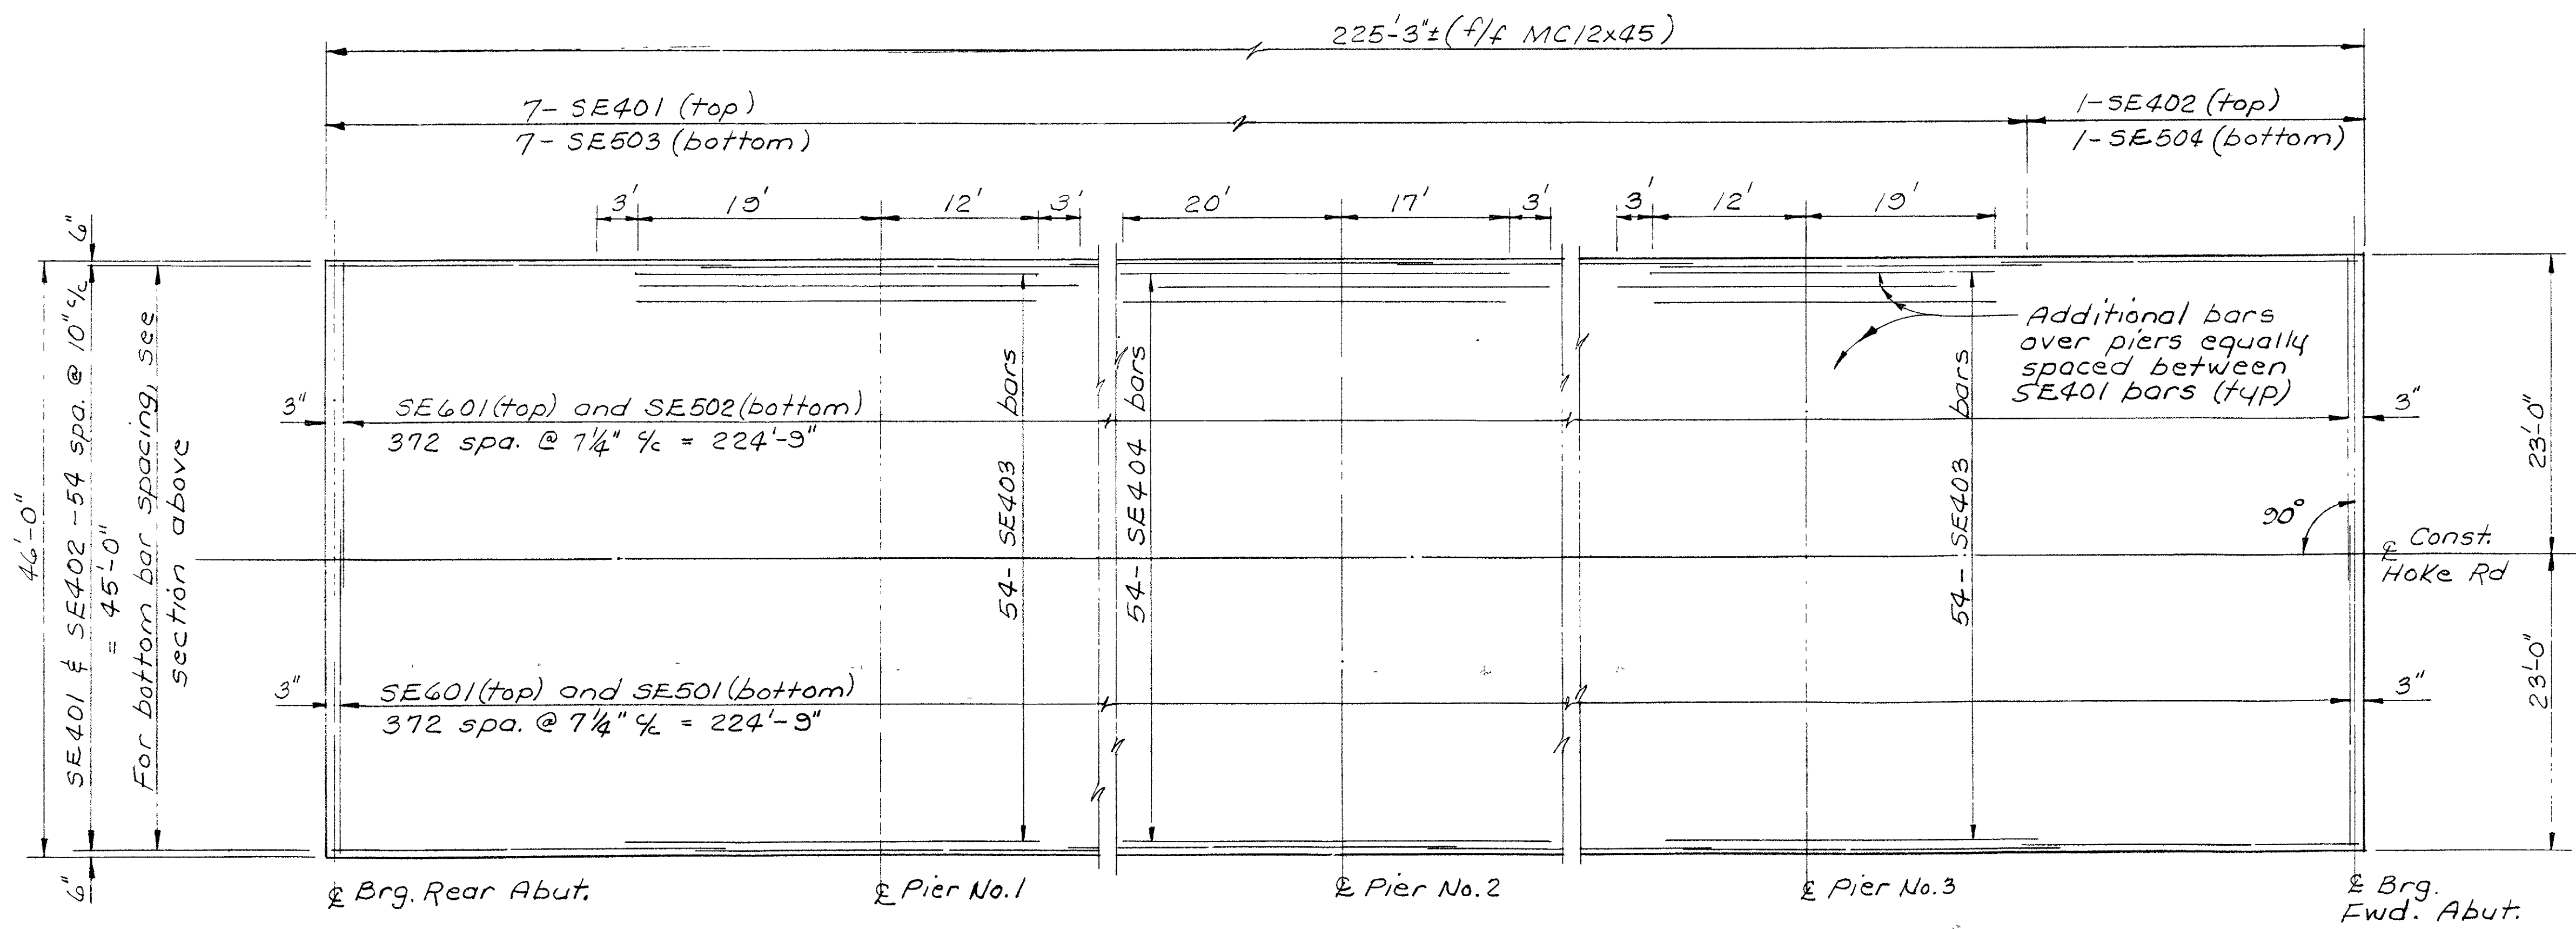 225'-3"± (f/f MC12x45)
7- SE401 (top)
7- SE503 (bottom)
1-SE402 (top)
1-SE504 (bottom)
3'
19'
12'
3'
20'
17'
3'
3'
12'
19'
6"
46'-0"
SE401 & SE402 -54 spa. @ 10" c/c
= 45'-0"
For bottom bar spacing, see
section above
6"
3"
SE601(top) and SE502(bottom)
372 spa. @ 7 1/4" c/c = 224'-9"
3"
SE601(top) and SE501(bottom)
372 spa. @ 7 1/4" c/c = 224'-9"
54- SE403 bars
54- SE404 bars
54- SE403 bars
Additional bars
over piers equally
spaced between
SE401 bars (typ)
3"
3"
90°
23'-0"
23'-0"
℄ Const.
Hoke Rd
℄ Brg. Rear Abut.
℄ Pier No.1
℄ Pier No.2
℄ Pier No.3
℄ Brg.
Fwd. Abut.